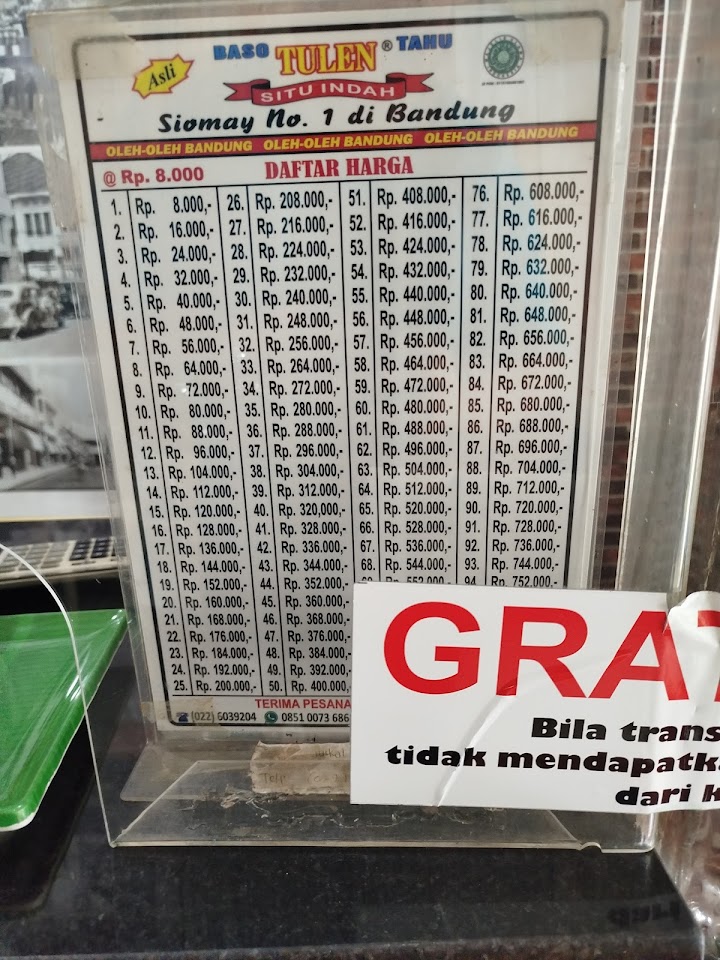 BASO TULEN® TAHU
Asli
SITU INDAH
Siomay No. 1 di Bandung
OLEH-OLEH BANDUNG OLEH-OLEH BANDUNG OLEH-OLEH BANDUNG
@ Rp. 8.000 DAFTAR HARGA
1. Rp. 8.000,- 26. Rp. 208.000,- 51. Rp. 408.000,- 76. Rp. 608.000,-
2. Rp. 16.000,- 27. Rp. 216.000,- 52. Rp. 416.000,- 77. Rp. 616.000,-
3. Rp. 24.000,- 28. Rp. 224.000,- 53. Rp. 424.000,- 78. Rp. 624.000,-
4. Rp. 32.000,- 29. Rp. 232.000,- 54. Rp. 432.000,- 79. Rp. 632.000,-
5. Rp. 40.000,- 30. Rp. 240.000,- 55. Rp. 440.000,- 80. Rp. 640.000,-
6. Rp. 48.000,- 31. Rp. 248.000,- 56. Rp. 448.000,- 81. Rp. 648.000,-
7. Rp. 56.000,- 32. Rp. 256.000,- 57. Rp. 456.000,- 82. Rp. 656.000,-
8. Rp. 64.000,- 33. Rp. 264.000,- 58. Rp. 464.000,- 83. Rp. 664.000,-
9. Rp. 72.000,- 34. Rp. 272.000,- 59. Rp. 472.000,- 84. Rp. 672.000,-
10. Rp. 80.000,- 35. Rp. 280.000,- 60. Rp. 480.000,- 85. Rp. 680.000,-
11. Rp. 88.000,- 36. Rp. 288.000,- 61. Rp. 488.000,- 86. Rp. 688.000,-
12. Rp. 96.000,- 37. Rp. 296.000,- 62. Rp. 496.000,- 87. Rp. 696.000,-
13. Rp. 104.000,- 38. Rp. 304.000,- 63. Rp. 504.000,- 88. Rp. 704.000,-
14. Rp. 112.000,- 39. Rp. 312.000,- 64. Rp. 512.000,- 89. Rp. 712.000,-
15. Rp. 120.000,- 40. Rp. 320,000,- 65. Rp. 520.000,- 90. Rp. 720.000,-
16. Rp. 128.000,- 41. Rp. 328.000,- 66. Rp. 528.000,- 91. Rp. 728.000,-
17. Rp. 136.000,- 42. Rp. 336.000,- 67. Rp. 536.000,- 92. Rp. 736.000,-
18. Rp. 144.000,- 43. Rp. 344.000,- 68. Rp. 544.000,- 93. Rp. 744.000,-
19. Rp. 152.000,- 44. Rp. 352.000,- 69. Rp. 552.000,- 94. Rp. 752.000,-
20. Rp. 160.000,- 45. Rp. 360.000,-
21. Rp. 168.000,- 46. Rp. 368.000,-
22. Rp. 176.000,- 47. Rp. 376.000,-
23. Rp. 184.000,- 48. Rp. 384.000,-
24. Rp. 192.000,- 49. Rp. 392.000,-
25. Rp. 200.000,- 50. Rp. 400.000,-
TERIMA PESANA
(022) 6039204 0851 0073 686
GRAT
Bila trans
tidak mendapatka
dari k